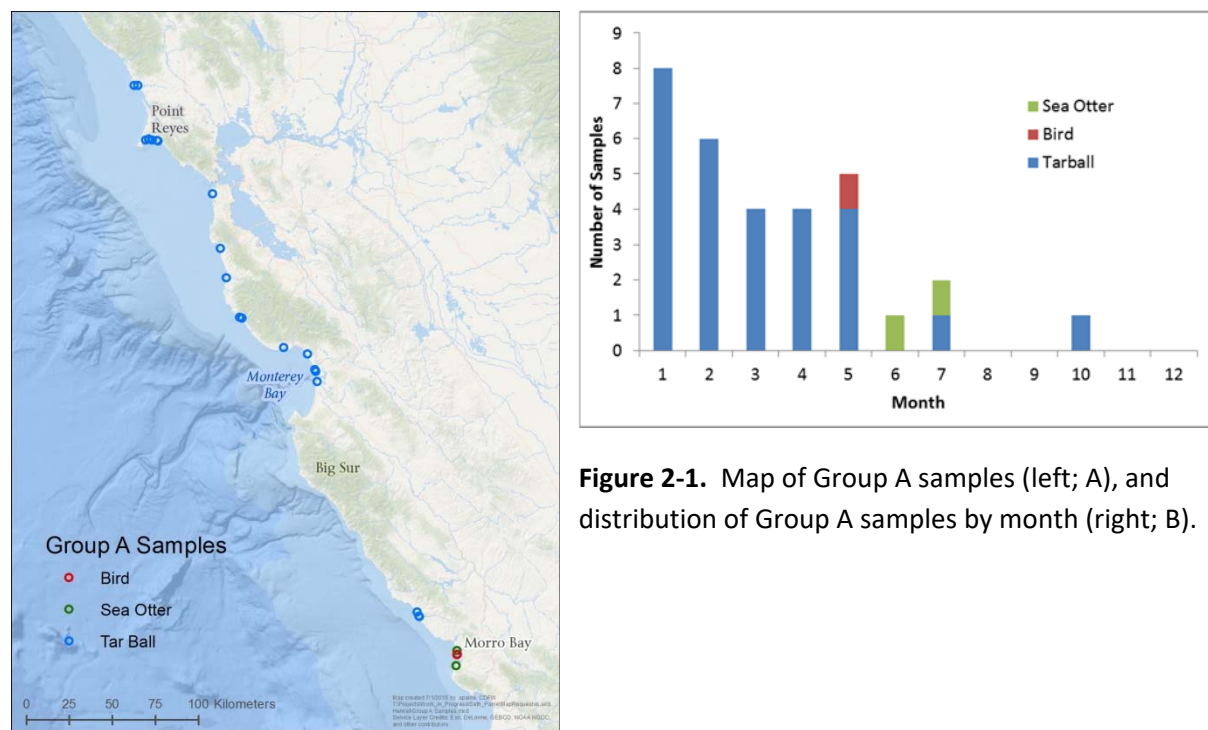 Point
Reyes
Monterey
Bay
Big Sur
Morro Bay
Group A Samples
Bird
Sea Otter
Tar Ball
0 25 50 75 100 Kilometers
and other contributors
9
8
7
6
5
4
3
2
1
0
Number of Samples
Sea Otter
Bird
Tarball
1 2 3 4 5 6 7 8 9 10 11 12
Month
Figure 2-1. Map of Group A samples (left; A), and
distribution of Group A samples by month (right; B).